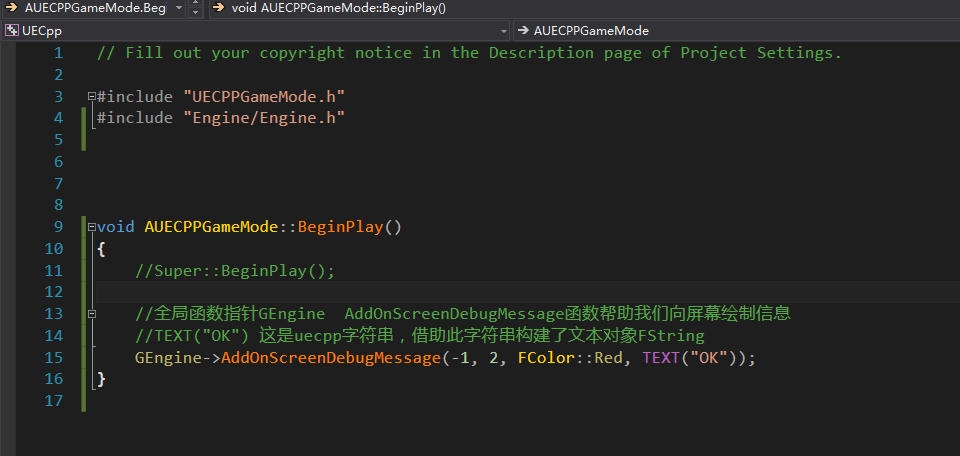 AUECPPGameMode.Begi
void AUECPPGameMode::BeginPlay()
UECpp
AUECPPGameMode
1 // Fill out your copyright notice in the Description page of Project Settings.
2
3 #include "UECPPGameMode.h"
4 #include "Engine/Engine.h"
5
6
7
8
9 void AUECPPGameMode::BeginPlay()
10 {
11 //Super::BeginPlay();
12
13 //全局函数指针GEngine  AddOnScreenDebugMessage函数帮助我们向屏幕绘制信息
14 //TEXT("OK") 这是uecpp字符串，借助此字符串构建了文本对象FString
15 GEngine->AddOnScreenDebugMessage(-1, 2, FColor::Red, TEXT("OK"));
16 }
17